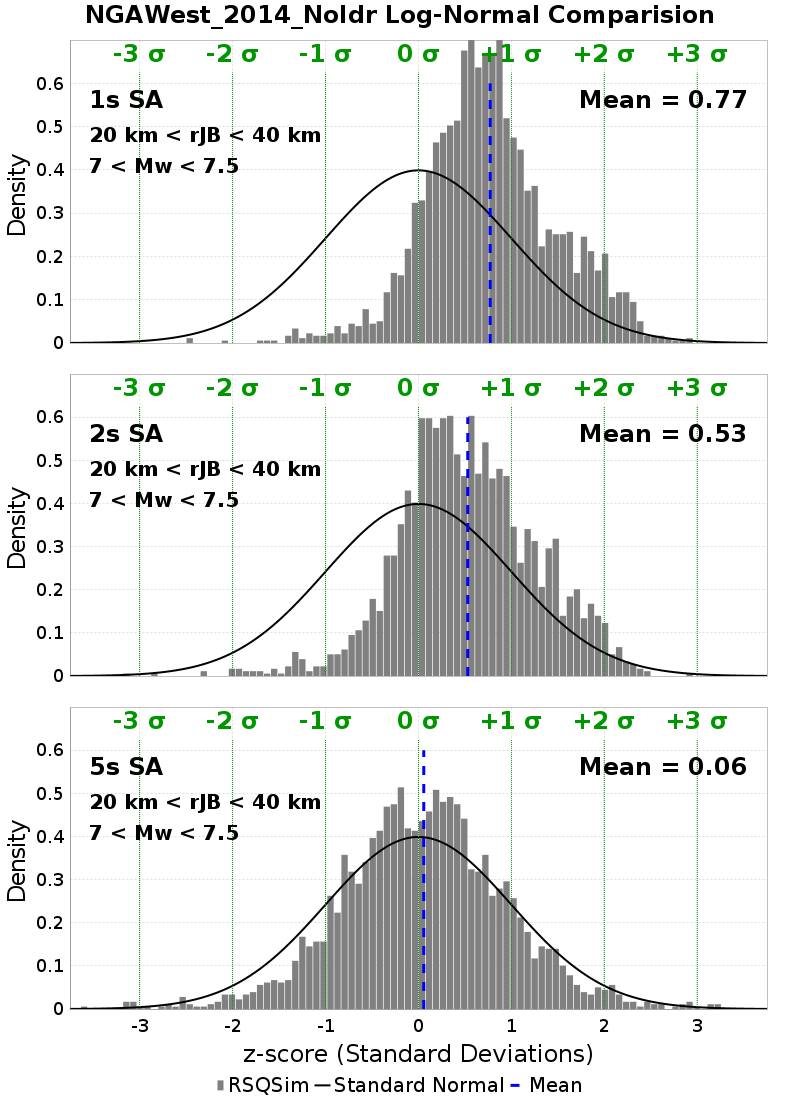 NGAWest_2014_NoIdr Log-Normal Comparision
-3 σ -2 σ -1 σ 0 σ +1 σ +2 σ +3 σ
1s SA Mean = 0.77
20 km < rJB < 40 km
7 < Mw < 7.5
Density
0.6
0.5
0.4
0.3
0.2
0.1
0
-3 σ -2 σ -1 σ 0 σ +1 σ +2 σ +3 σ
2s SA Mean = 0.53
20 km < rJB < 40 km
7 < Mw < 7.5
Density
0.6
0.5
0.4
0.3
0.2
0.1
0
-3 σ -2 σ -1 σ 0 σ +1 σ +2 σ +3 σ
5s SA Mean = 0.06
20 km < rJB < 40 km
7 < Mw < 7.5
Density
0.6
0.5
0.4
0.3
0.2
0.1
0
-3 -2 -1 0 1 2 3
z-score (Standard Deviations)
RSQSim Standard Normal Mean